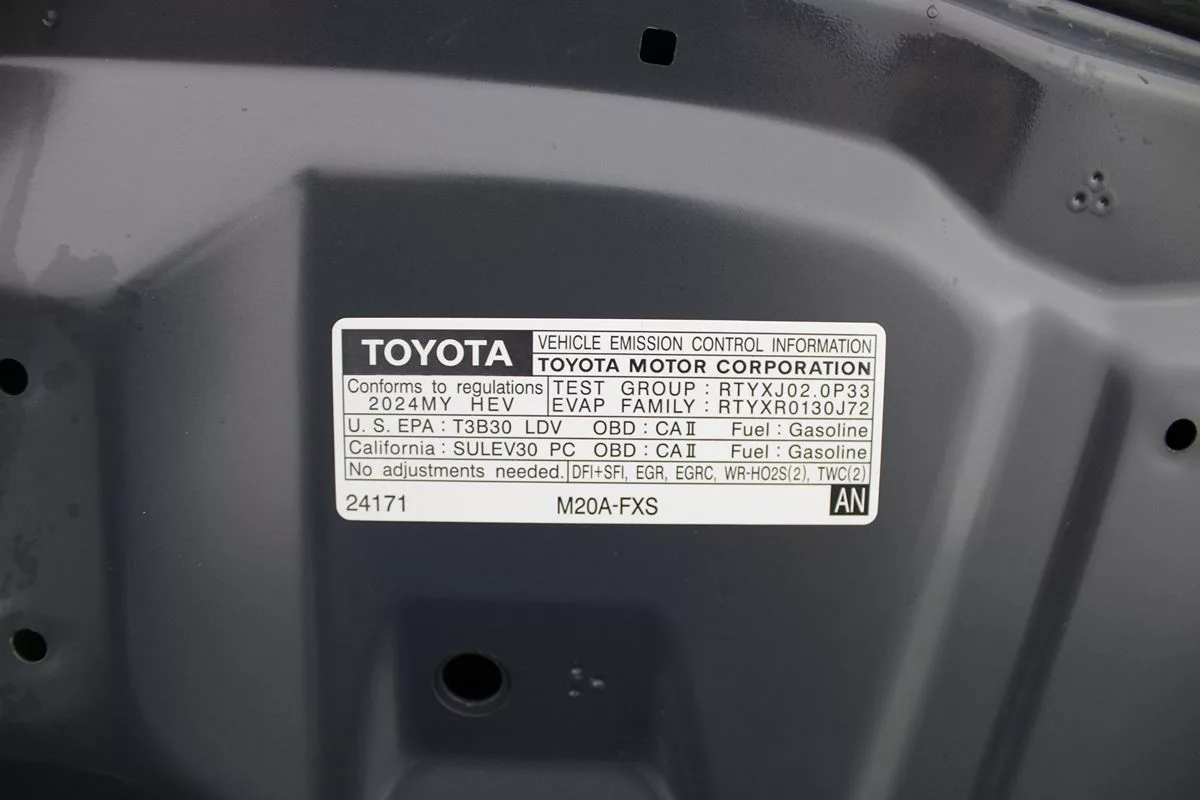 TOYOTA VEHICLE EMISSION CONTROL INFORMATION
TOYOTA MOTOR CORPORATION
Conforms to regulations TEST GROUP : RTYXJ02.0P33
2024MY HEV EVAP FAMILY : RTYXR0130J72
U. S. EPA : T3B30 LDV OBD : CAⅡ Fuel : Gasoline
California : SULEV30 PC OBD : CAⅡ Fuel : Gasoline
No adjustments needed. DFI+SFI, EGR, EGRC, WR-HO2S(2), TWC(2)
24171 M20A-FXS AN